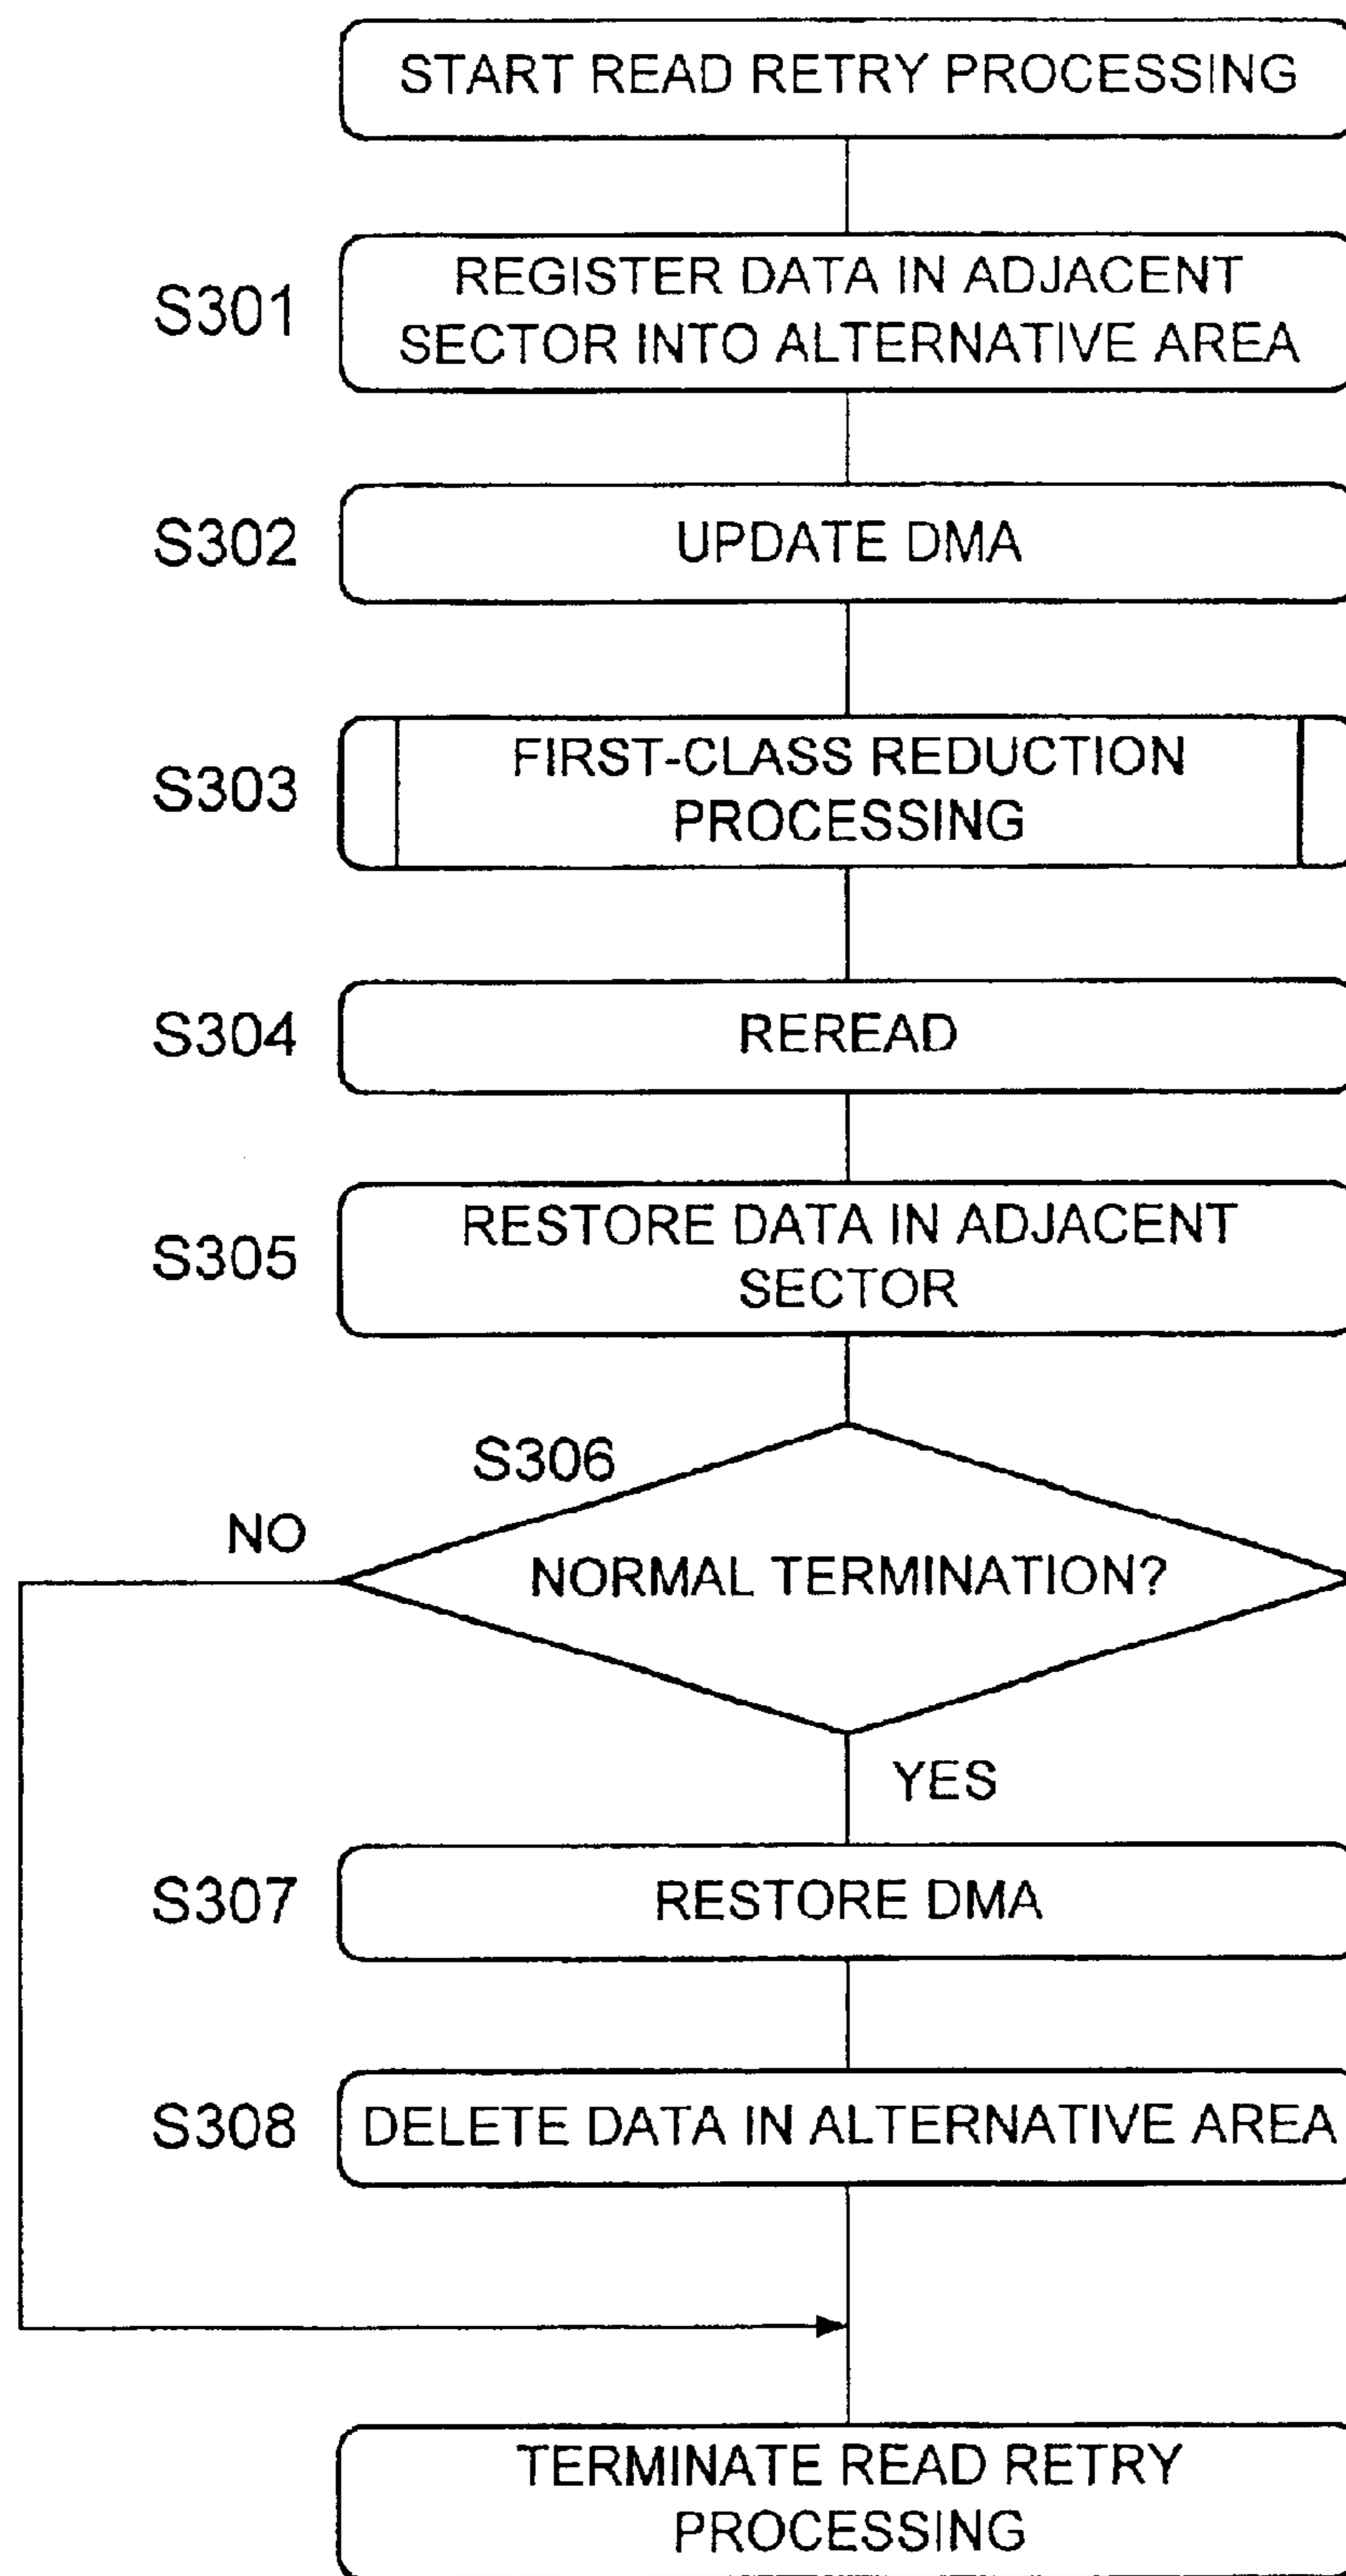 START READ RETRY PROCESSING
S301
REGISTER DATA IN ADJACENT
SECTOR INTO ALTERNATIVE AREA
S302
UPDATE DMA
S303
FIRST-CLASS REDUCTION
PROCESSING
S304
REREAD
S305
RESTORE DATA IN ADJACENT
SECTOR
S306
NO
NORMAL TERMINATION?
YES
S307
RESTORE DMA
S308
DELETE DATA IN ALTERNATIVE AREA
TERMINATE READ RETRY
PROCESSING